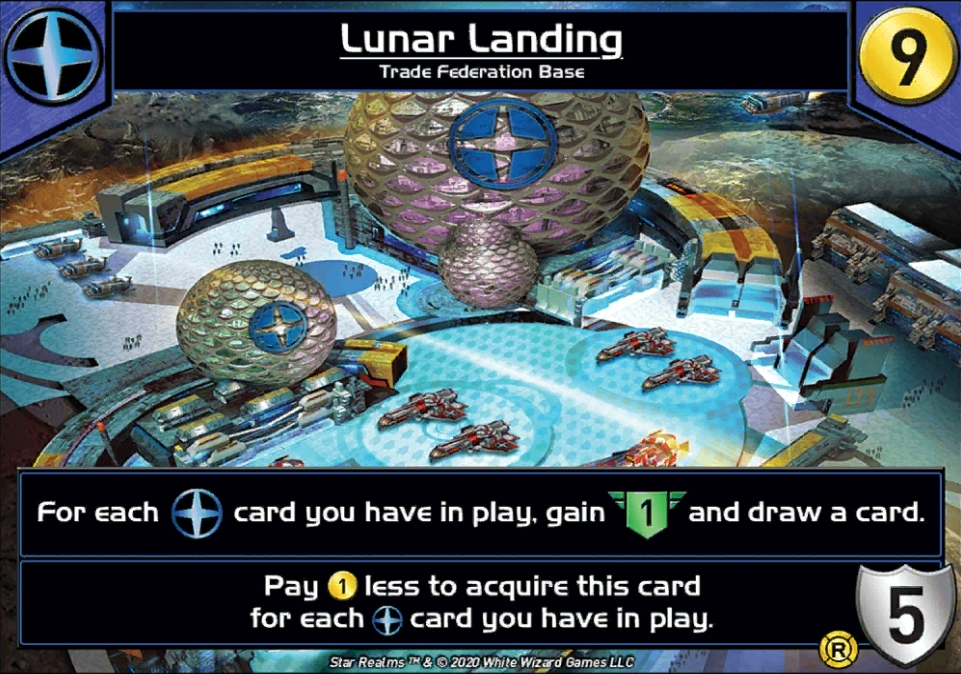 Lunar Landing
9
Trade Federation Base
For each card you have in play, gain 1 and draw a card.
Pay 1 less to acquire this card
for each card you have in play.
5
R
Star Realms™ & © 2020 White Wizard Games LLC